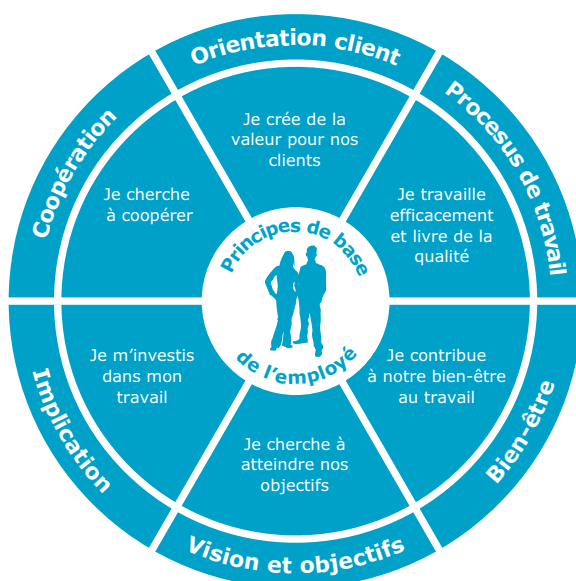 Orientation client
Je crée de la
valeur pour nos
clients
Procesus de travail
Je travaille
efficacement
et livre de la
qualité
Bien-être
Je contribue
à notre bien-être
au travail
Vision et objectifs
Je cherche à
atteindre nos
objectifs
Implication
Je m’investis
dans mon
travail
Coopération
Je cherche
à coopérer
Principes de base
de l’employé